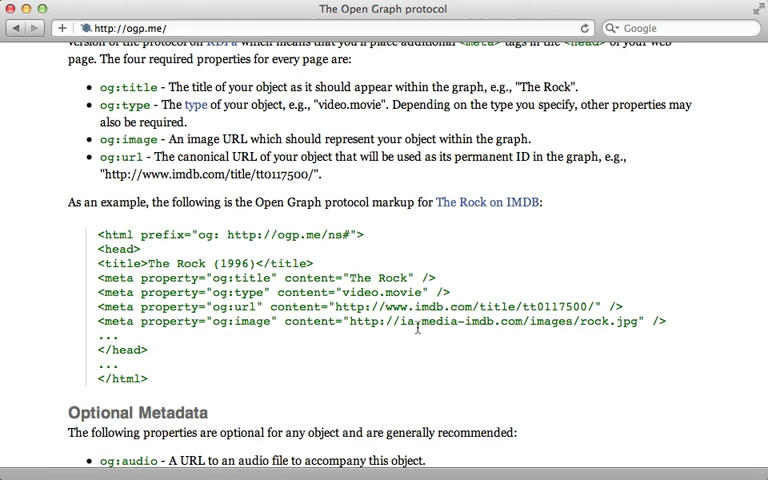 The Open Graph protocol
http://ogp.me/
Google
version of the protocol on RDFa which means that you'll place additional <meta> tags in the <head> of your web
page. The four required properties for every page are:
• og:title - The title of your object as it should appear within the graph, e.g., "The Rock".
• og:type - The type of your object, e.g., "video.movie". Depending on the type you specify, other properties may
also be required.
• og:image - An image URL which should represent your object within the graph.
• og:url - The canonical URL of your object that will be used as its permanent ID in the graph, e.g.,
"http://www.imdb.com/title/tt0117500/".
As an example, the following is the Open Graph protocol markup for The Rock on IMDB:
<html prefix="og: http://ogp.me/ns#">
<head>
<title>The Rock (1996)</title>
<meta property="og:title" content="The Rock" />
<meta property="og:type" content="video.movie" />
<meta property="og:url" content="http://www.imdb.com/title/tt0117500/" />
<meta property="og:image" content="http://ia.media-imdb.com/images/rock.jpg" />
...
</head>
...
</html>
Optional Metadata
The following properties are optional for any object and are generally recommended:
• og:audio - A URL to an audio file to accompany this object.